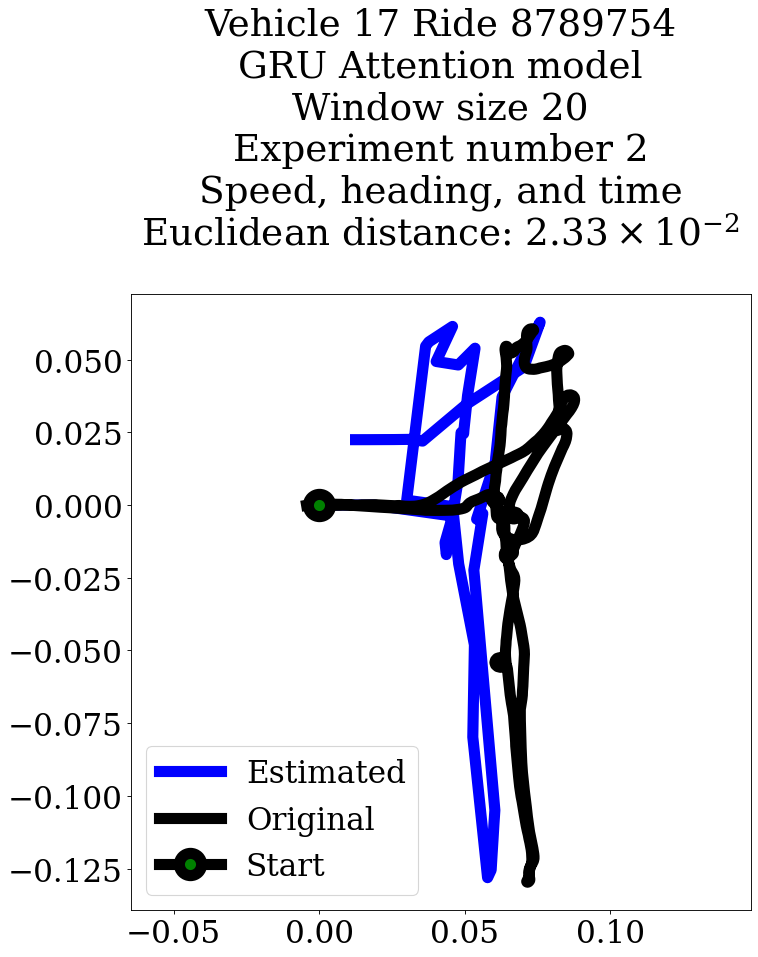 Vehicle 17 Ride 8789754
GRU Attention model
Window size 20
Experiment number 2
Speed, heading, and time
Euclidean distance: 2.33 × 10⁻²
0.050
0.025
0.000
−0.025
−0.050
−0.075
−0.100
−0.125
Estimated
Original
Start
−0.05 0.00 0.05 0.10